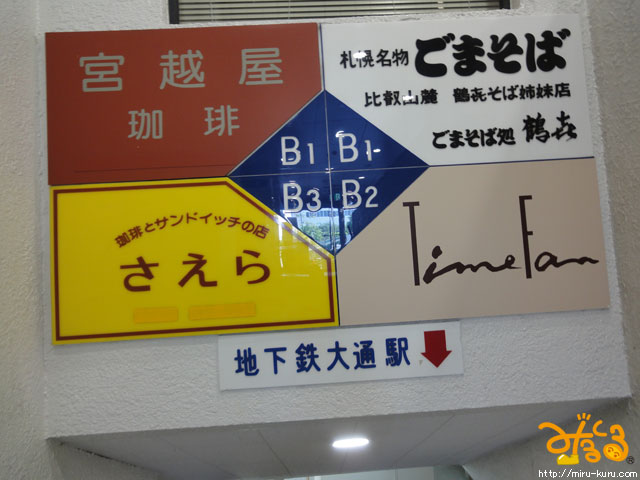 宮越屋
珈琲
B1
札幌名物 ごまそば
比叡山麓 鶴㐂そば姉妹店
ごまそば処 鶴㐂
B1
珈琲とサンドイッチの店
さえら
B3
B2
TimeFan
地下鉄大通駅
みるくる
®
http://miru-kuru.com/